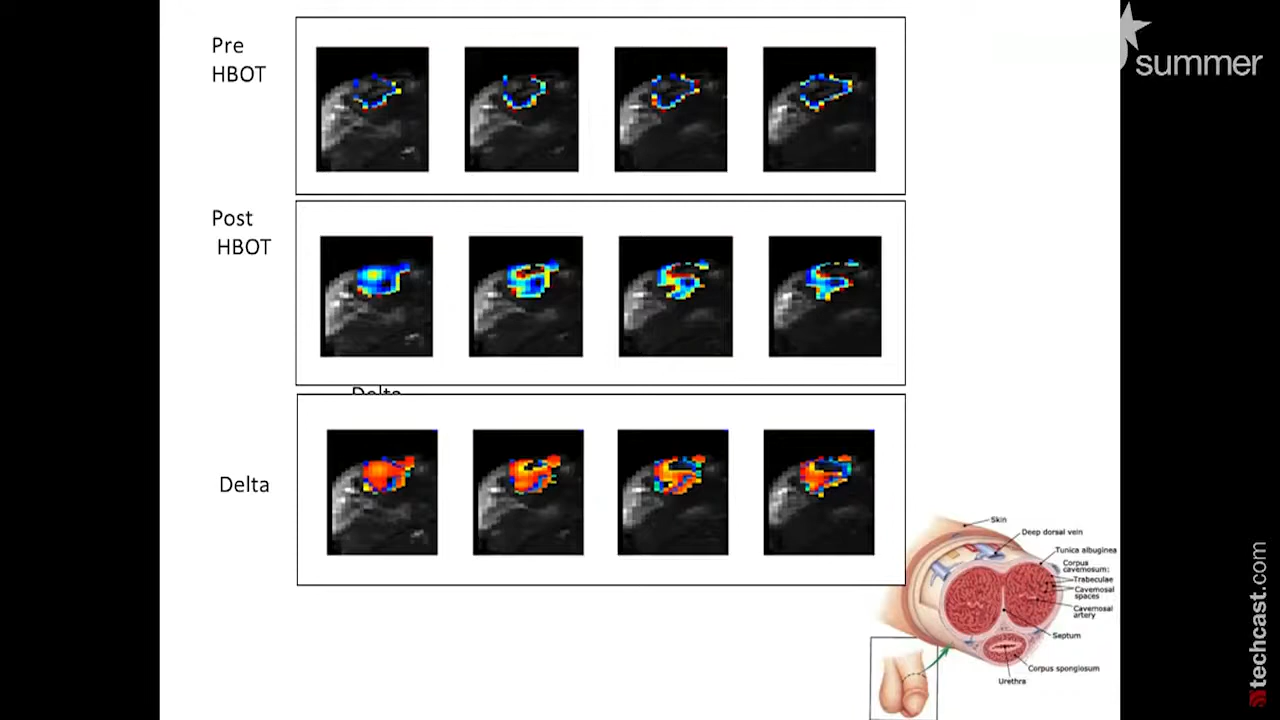 Pre
HBOT
summer
Post
HBOT
Delta
Delta
Skin
Deep dorsal vein
Tunica albuginea
Corpus
cavernosum:
Trabeculae
Cavernosal
spaces
Cavernosal
artery
Septum
Corpus spongiosum
Urethra
techcast.com